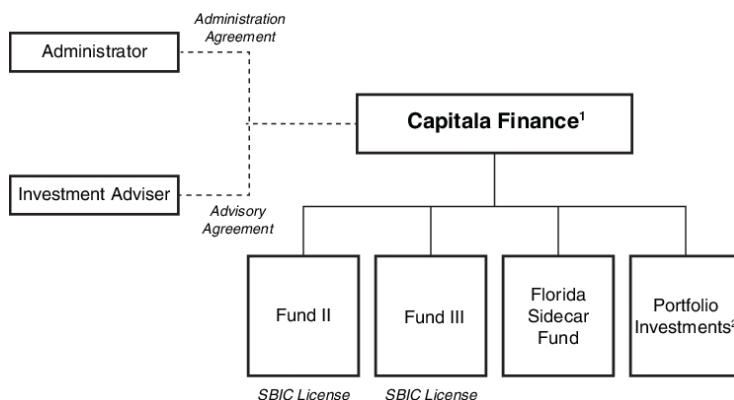 Administration
Agreement
Administrator
Capitala Finance¹
Investment Adviser
Advisory
Agreement
Fund II
Fund III
Florida
Sidecar
Fund
Portfolio
Investments²
SBIC License
SBIC License